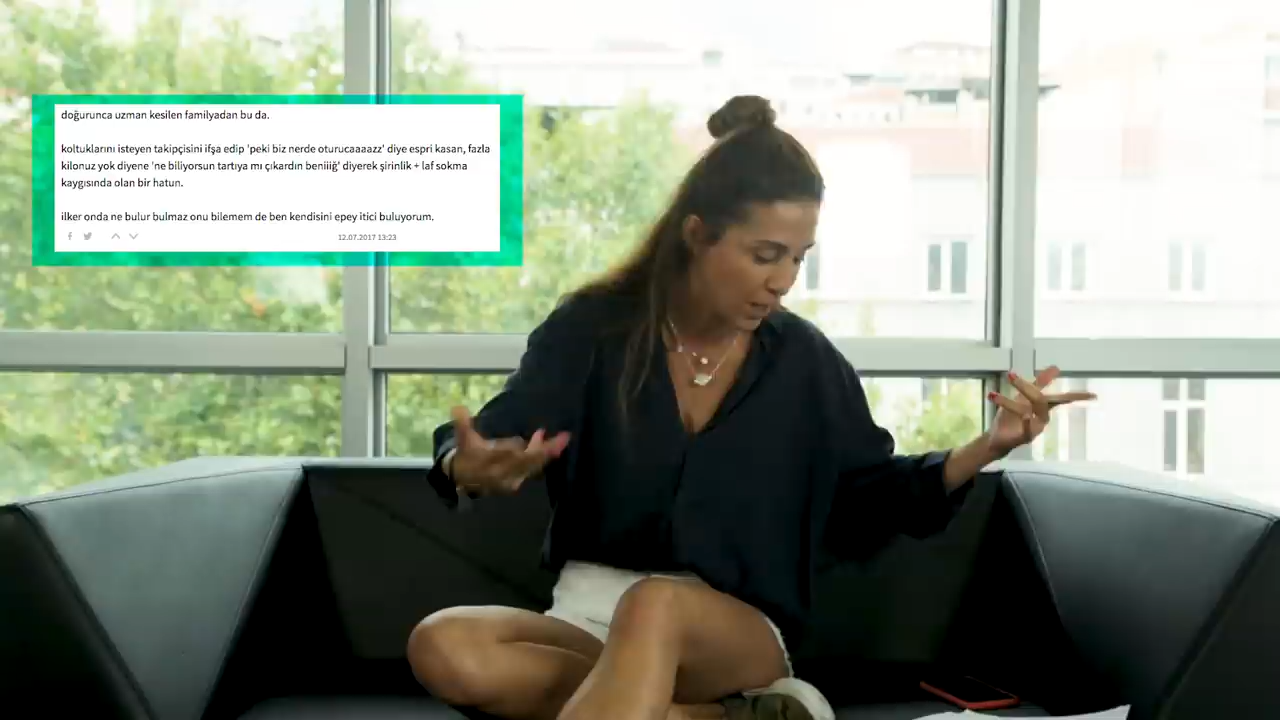 doğurunca uzman kesilen familyadan bu da.
koltuklarını isteyen takipçisini ifşa edip 'peki biz nerde oturucaaaazz' diye espri kasan, fazla
kilonuz yok diyene 'ne biliyorsun tartıya mı çıkardın beniiiğ' diyerek şirinlik + laf sokma
kaygısında olan bir hatun.
ilker onda ne bulur bulmaz onu bilemem de ben kendisini epey itici buluyorum.
12.07.2017 13:23